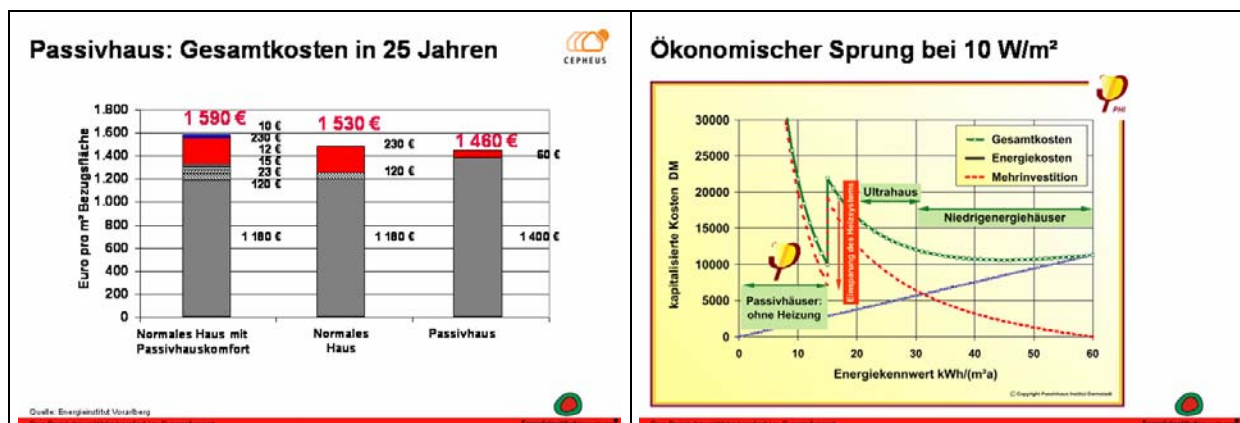 Passivhaus: Gesamtkosten in 25 Jahren
CEPHEUS
Euro pro m² Bezugsfläche
1.800
1.600
1.400
1.200
1.000
800
600
400
200
0
1 590 €
10 €
230 €
12 €
15 €
23 €
120 €
1 180 €
1 530 €
230 €
120 €
1 180 €
1 460 €
60 €
1 400 €
Normales Haus mit
Passivhauskomfort
Normales
Haus
Passivhaus
Quelle: Energieinstitut Vorarlberg
Ökonomischer Sprung bei 10 W/m²
PHI
kapitalisierte Kosten DM
30000
25000
20000
15000
10000
5000
0
Gesamtkosten
Energiekosten
Mehrinvestition
Ultrahaus
Niedrigenergiehäuser
Einsparung des Heizsystems
Passivhäuser:
ohne Heizung
0
10
20
30
40
50
60
Energiekennwert kWh/(m²a)
© Copyright Passivhaus Institut Darmstadt